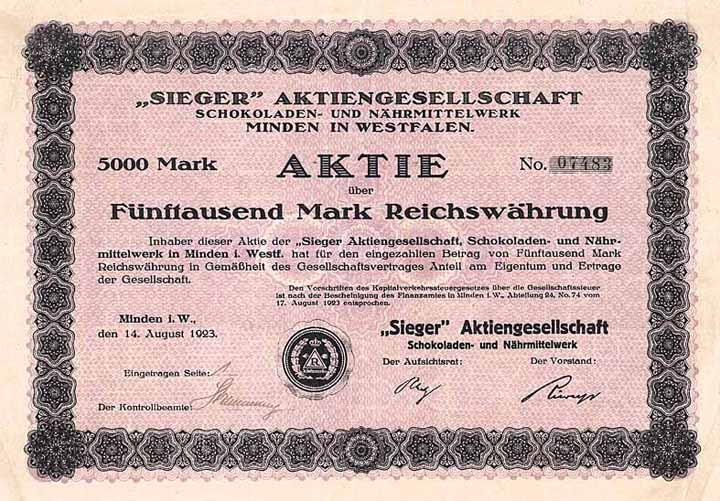 „SIEGER” AKTIENGESELLSCHAFT
SCHOKOLADEN- UND NÄHRMITTELWERK
MINDEN IN WESTFALEN.
5000 Mark AKTIE No. 07483
über
Fünftausend Mark Reichswährung
Inhaber dieser Aktie der „Sieger Aktiengesellschaft, Schokoladen- und Nähr-
mittelwerk in Minden i. Westf. hat für den eingezahlten Betrag von Fünftausend Mark
Reichswährung in Gemäßheit des Gesellschaftsvertrages Anteil am Eigentum und Ertrage
der Gesellschaft.
Den Vorschriften des Kapitalverkehrssteuergesetzes über die Gesellschaftssteuer
ist nach der Bescheinigung des Finanzamtes in Minden i. W., Abteilung 24, No. 74 vom
17. August 1923 entsprochen.
Minden i. W.,
den 14. August 1923.
„Sieger” Aktiengesellschaft
Schokoladen- und Nährmittelwerk
Der Aufsichtsrat: Der Vorstand:
Eingetragen Seite:
Der Kontrollbeamte: